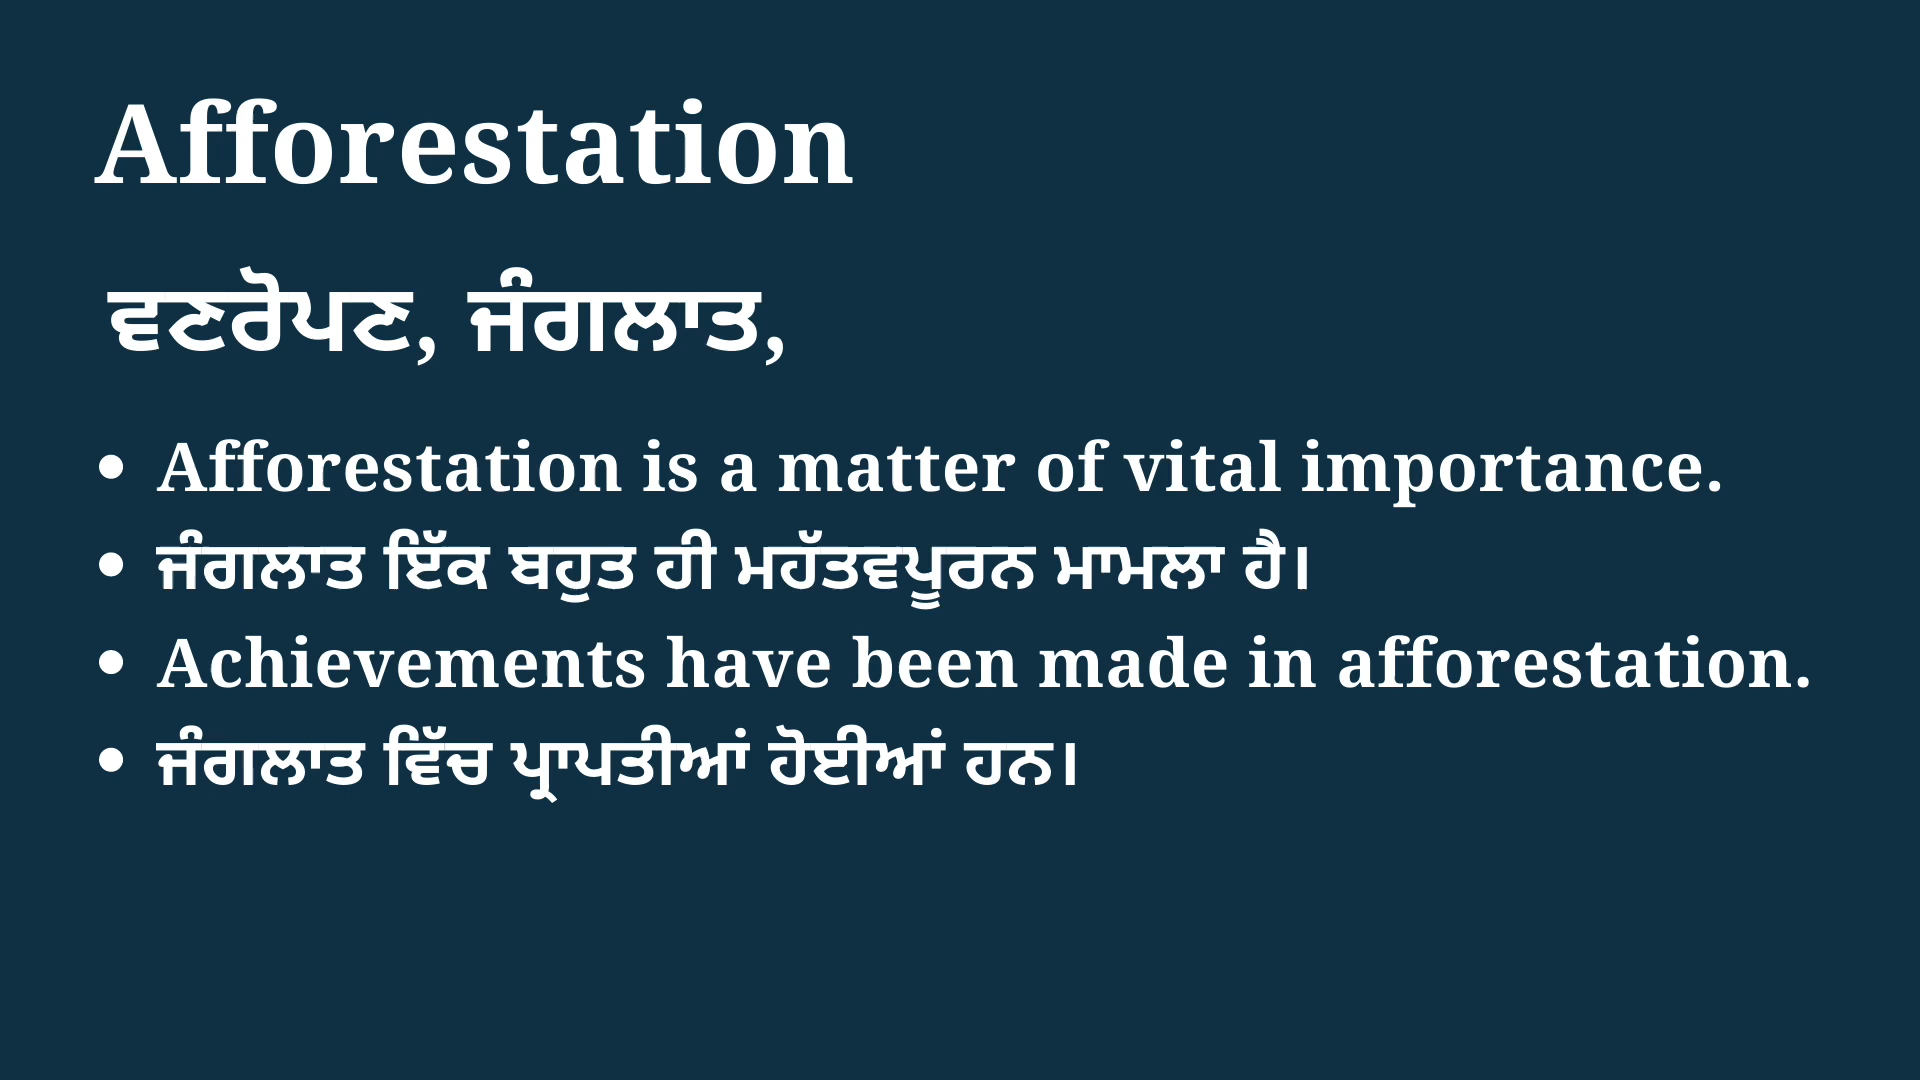 Afforestation
ਵਣਰੋਪਣ, ਜੰਗਲਾਤ,
• Afforestation is a matter of vital importance.
• ਜੰਗਲਾਤ ਇੱਕ ਬਹੁਤ ਹੀ ਮਹੱਤਵਪੂਰਨ ਮਾਮਲਾ ਹੈ।
• Achievements have been made in afforestation.
• ਜੰਗਲਾਤ ਵਿੱਚ ਪ੍ਰਾਪਤੀਆਂ ਹੋਈਆਂ ਹਨ।